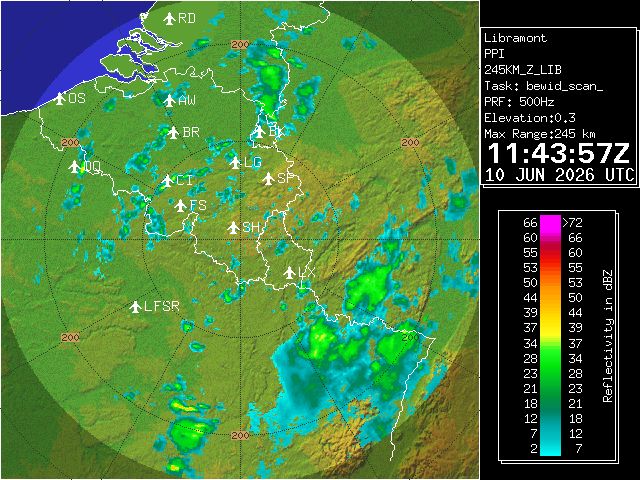 Libramont
PPI
245KM_Z_LIB
Task: bewid_scan_
PRF: 500Hz
Elevation:0.3
Max Range:245 km
11:43:57Z
10 JUN 2026 UTC
RD
OS
AW
BR
LG
CI
SP
FS
SH
LX
LFSR
200
200
200
200
200
200
66 >72
60 66
55 60
53 55
50 53
44 50
39 44
37 39
34 37
28 34
23 28
21 23
18 21
12 18
7 12
2 7
Reflectivity in dBZ